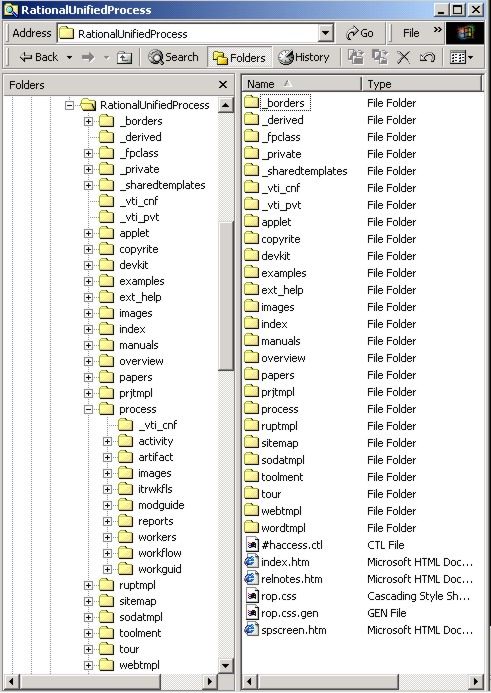 RationalUnifiedProcess
Address RationalUnifiedProcess Go File »
Back Search Folders History
Folders
RationalUnifiedProcess
_borders
_derived
_fpclass
_private
_sharedtemplates
_vti_cnf
_vti_pvt
applet
copyrite
devkit
examples
ext_help
images
index
manuals
overview
papers
prjtmpl
process
_vti_cnf
activity
artifact
images
itrwkfls
modguide
reports
workers
workflow
workguid
ruptmpl
sitemap
sodatmpl
toolment
tour
webtmpl
Name Type
_borders File Folder
_derived File Folder
_fpclass File Folder
_private File Folder
_sharedtemplates File Folder
_vti_cnf File Folder
_vti_pvt File Folder
applet File Folder
copyrite File Folder
devkit File Folder
examples File Folder
ext_help File Folder
images File Folder
index File Folder
manuals File Folder
overview File Folder
papers File Folder
prjtmpl File Folder
process File Folder
ruptmpl File Folder
sitemap File Folder
sodatmpl File Folder
toolment File Folder
tour File Folder
webtmpl File Folder
wordtmpl File Folder
#haccess.ctl CTL File
index.htm Microsoft HTML Doc...
relnotes.htm Microsoft HTML Doc...
rop.css Cascading Style Sh...
rop.css.gen GEN File
spscreen.htm Microsoft HTML Doc...